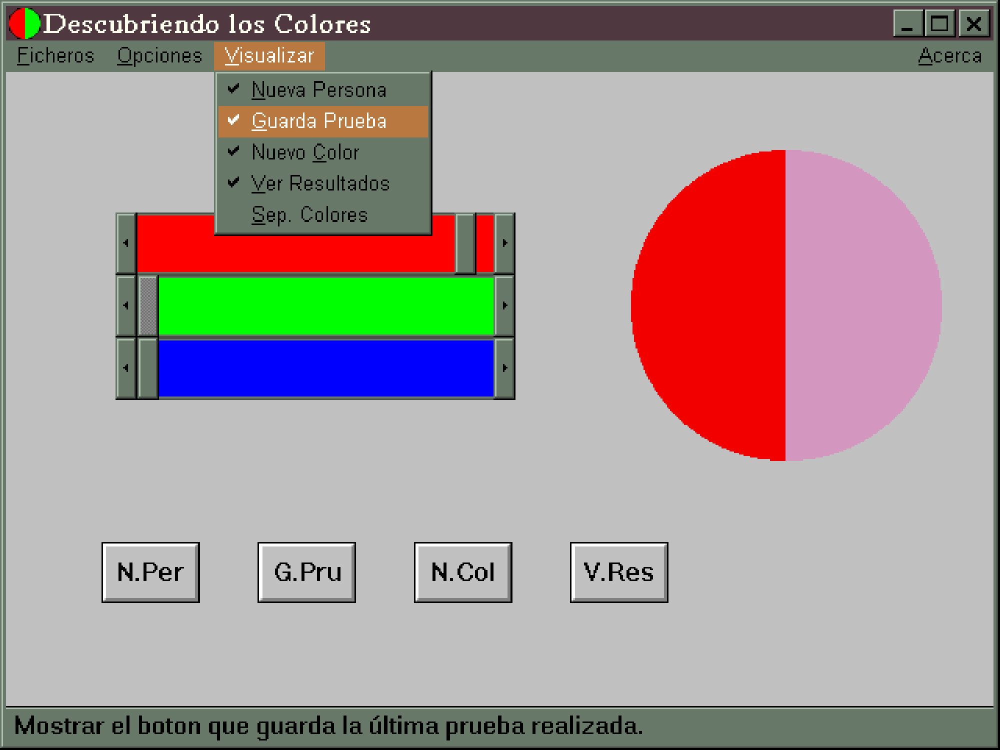 Descubriendo los Colores
Ficheros Opciones Visualizar Acerca
Nueva Persona
Guarda Prueba
Nuevo Color
Ver Resultados
Sep. Colores
N.Per G.Pru N.Col V.Res
Mostrar el boton que guarda la última prueba realizada.